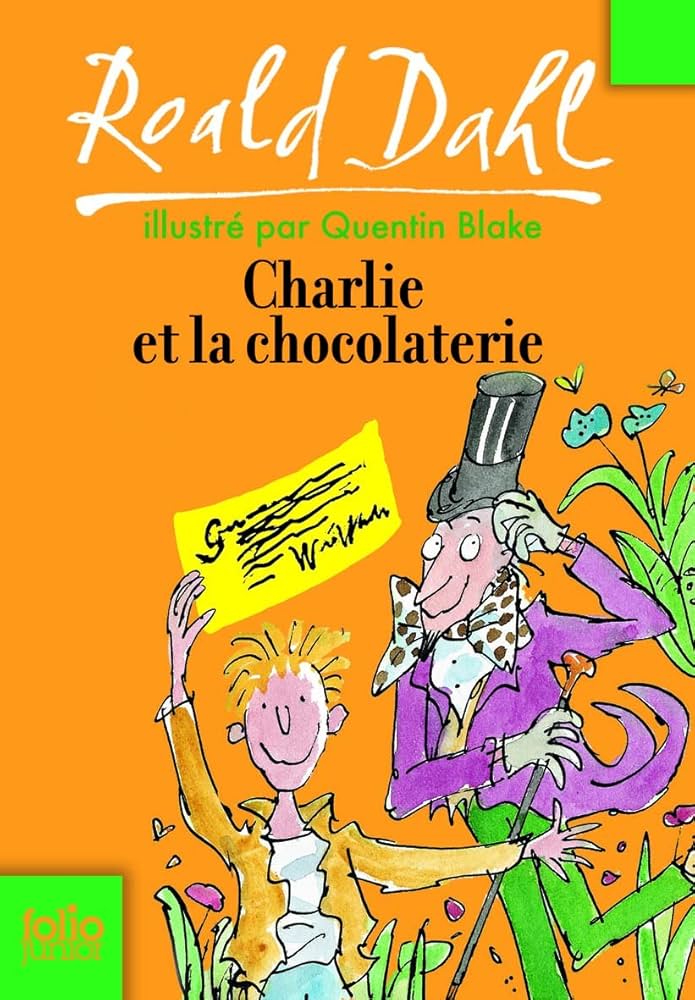 Roald Dahl
illustré par Quentin Blake
Charlie
et la chocolaterie
folio
junior